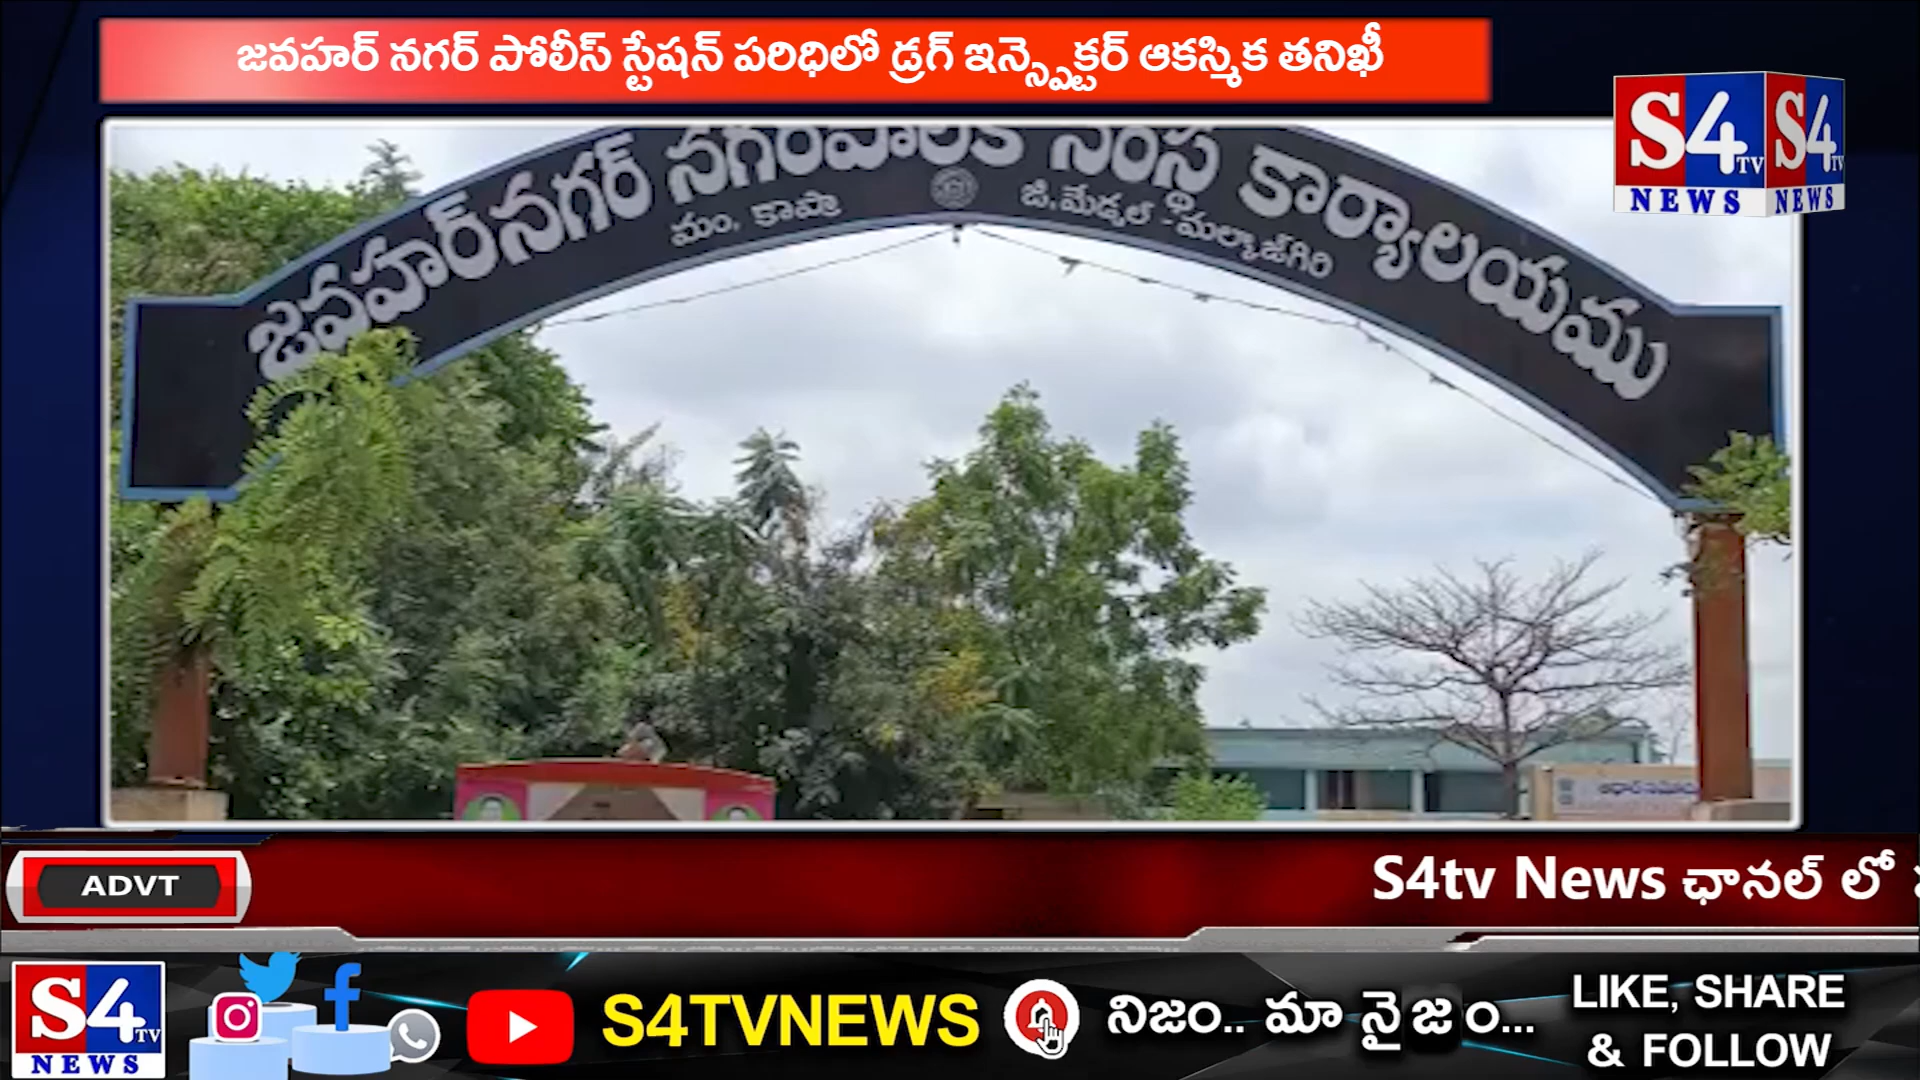 జవహర్ నగర్ పోలీస్ స్టేషన్ పరిధిలో డ్రగ్ ఇన్స్పెక్టర్ ఆకస్మిక తనిఖీ
S4 TV NEWS
S4 TV NEWS
జవహర్‌నగర్ నగరపాలక సంస్థ కార్యాలయము
మం. కాప్రా
జి.మేడ్చల్ - మల్కాజ్‌గిరి
ADVT
S4tv News ఛానల్ లో
S4 TV NEWS
S4TVNEWS
నిజం.. మా నైజం...
LIKE, SHARE
& FOLLOW